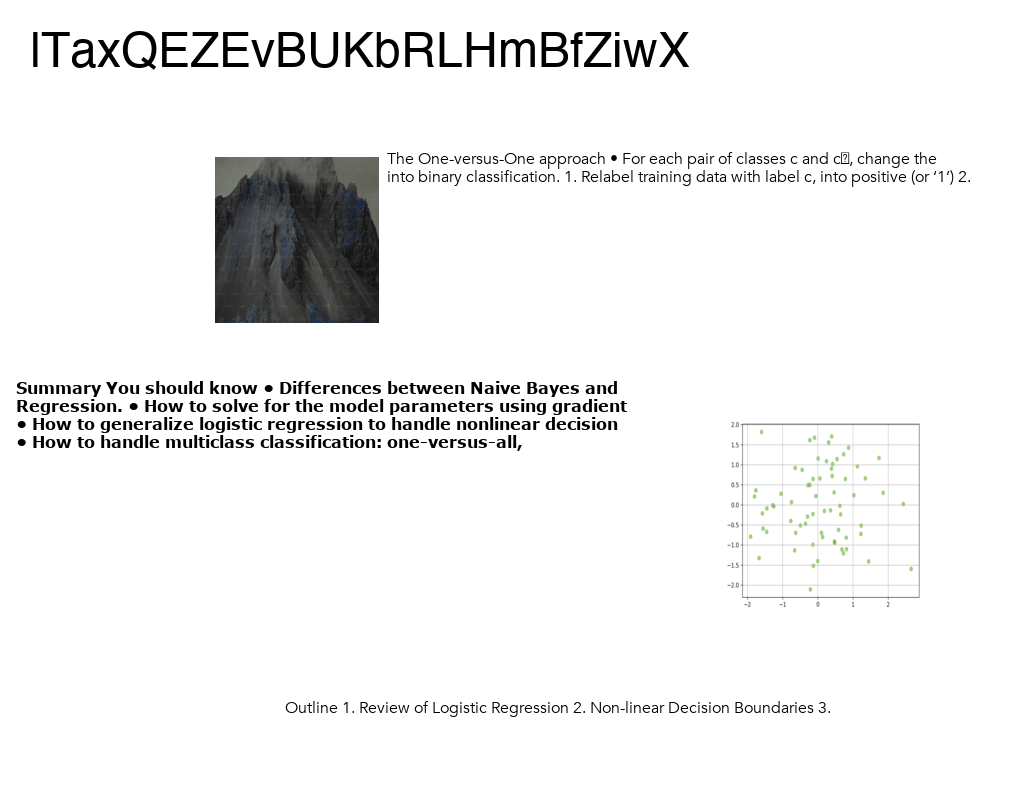 lTaxQEZEvBUKbRLHmBfZiwX
The One-versus-One approach • For each pair of classes c and c, change the
into binary classification. 1. Relabel training data with label c, into positive (or ‘1’) 2.
Summary You should know • Differences between Naive Bayes and
Regression. • How to solve for the model parameters using gradient
• How to generalize logistic regression to handle nonlinear decision
• How to handle multiclass classification: one-versus-all,
2.0
1.5
1.0
0.5
0.0
−0.5
−1.0
−1.5
−2.0
−2 −1 0 1 2
Outline 1. Review of Logistic Regression 2. Non-linear Decision Boundaries 3.